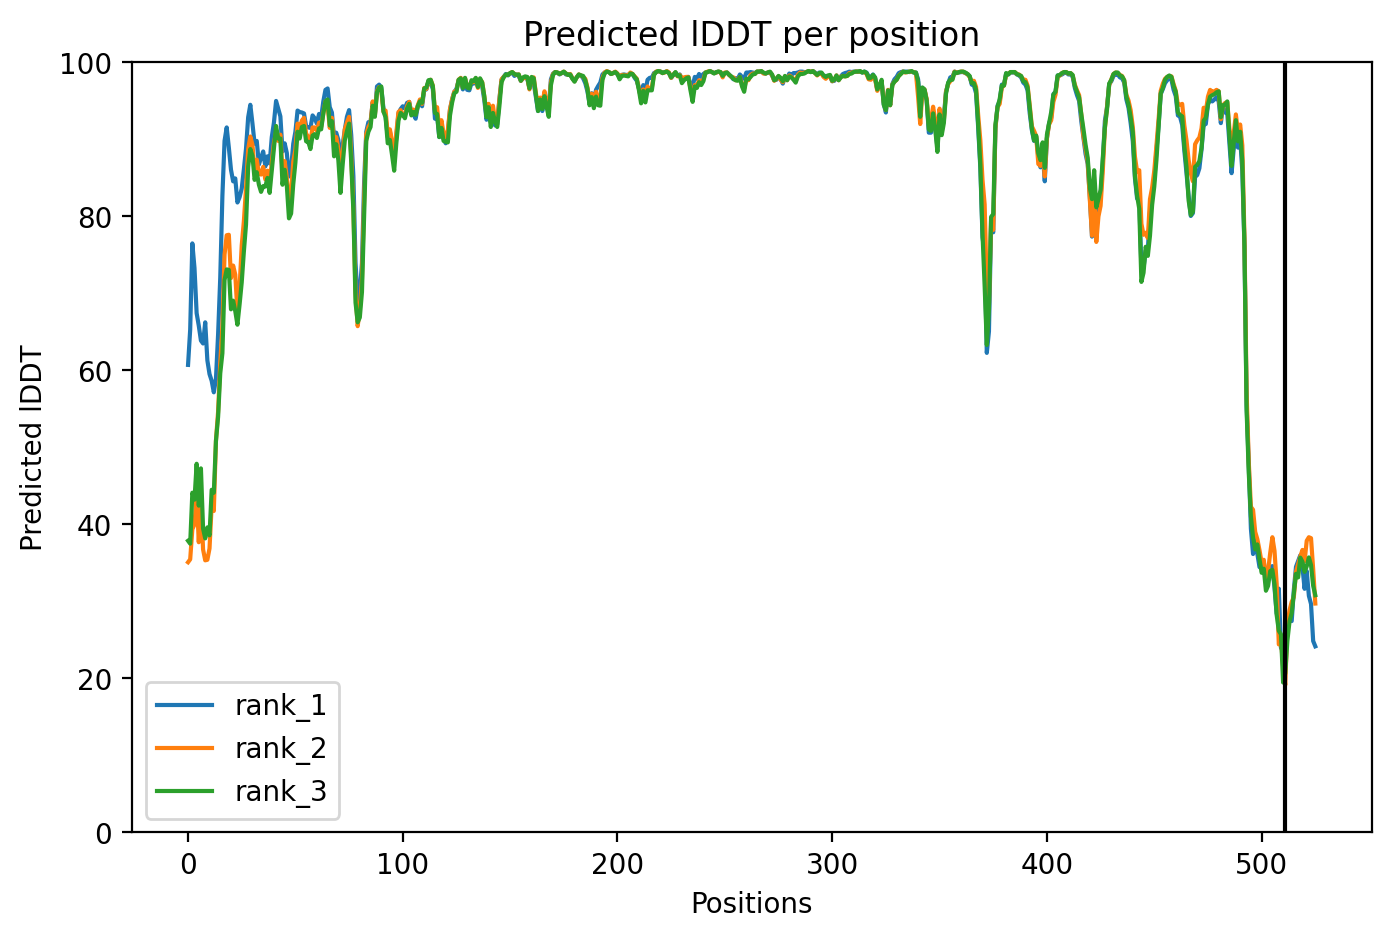 Predicted lDDT per position
Predicted lDDT
100
80
60
40
20
0
rank_1
rank_2
rank_3
0 100 200 300 400 500
Positions